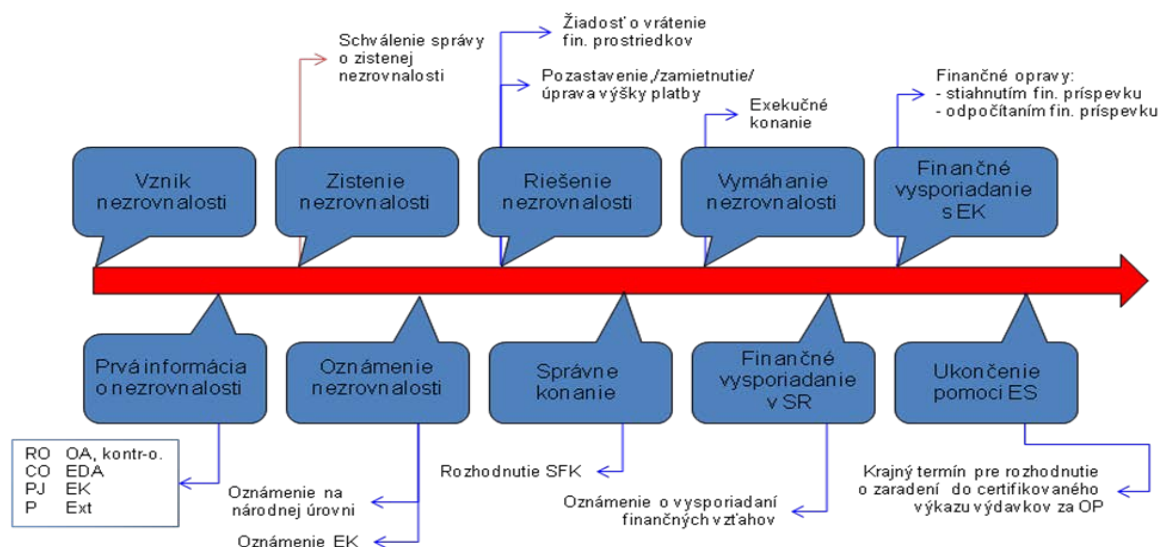 Schválenie správy
o zistenej
nezrovnalosti
Žiadosť o vrátenie
fin. prostriedkov
Pozastavenie,/zamietnutie/
úprava výšky platby
Exekučné
konanie
Finančné opravy:
- stiahnutím fin. príspevku
- odpočítaním fin. príspevku
Vznik
nezrovnalosti
Zistenie
nezrovnalosti
Riešenie
nezrovnalosti
Vymáhanie
nezrovnalosti
Finančné
vysporiadanie
s EK
Prvá informácia
o nezrovnalosti
Oznámenie
nezrovnalosti
Správne
konanie
Finančné
vysporiadanie
v SR
Ukončenie
pomoci ES
RO OA, kontr-o.
CO EDA
PJ EK
P Ext
Oznámenie na
národnej úrovni
Oznámenie EK
Rozhodnutie SFK
Oznámenie o vysporiadaní
finančných vzťahov
Krajný termín pre rozhodnutie
o zaradení do certifikovaného
výkazu výdavkov za OP